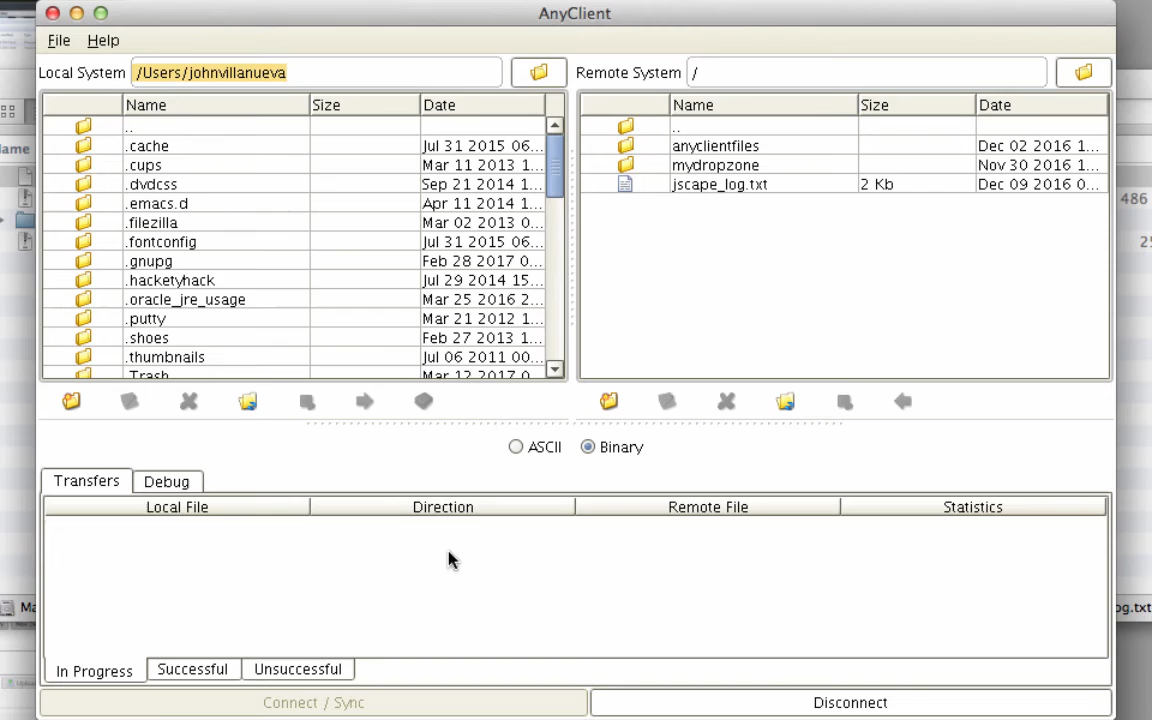 AnyClient
File Help
Local System /Users/johnvillanueva Remote System /
Name Size Date Name Size Date
.. ..
.cache Jul 31 2015 06... anyclientfiles Dec 02 2016 1...
.cups Mar 11 2013 1... mydropzone Nov 30 2016 1...
.dvdcss Sep 21 2014 1... jscape_log.txt 2 Kb Dec 09 2016 0...
.emacs.d Apr 11 2014 1...
.filezilla Mar 02 2013 0...
.fontconfig Jul 31 2015 06...
.gnupg Feb 28 2017 0...
.hacketyhack Jul 29 2014 15...
.oracle_jre_usage Mar 25 2016 2...
.putty Mar 21 2012 1...
.shoes Feb 27 2013 1...
.thumbnails Jul 06 2011 00...
.Trash Mar 12 2017 0...
ASCII Binary
Transfers Debug
Local File Direction Remote File Statistics
In Progress Successful Unsuccessful
Connect / Sync Disconnect
ame
486
25
Ma
og.txt